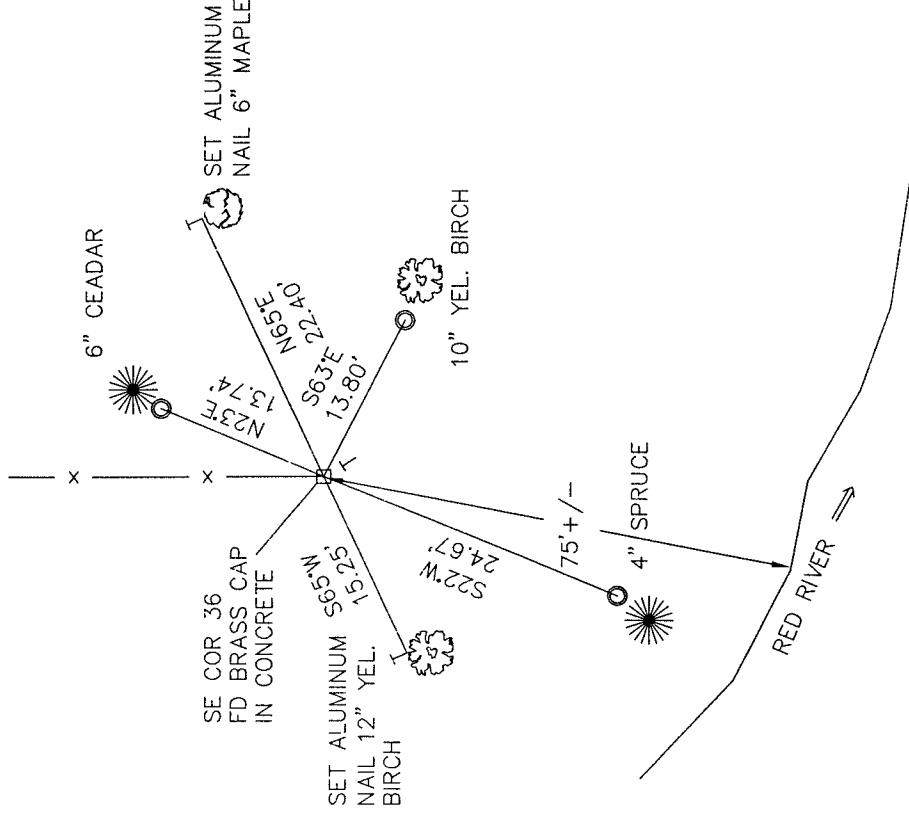 6" CEADAR
SET ALUMINUM
NAIL 6" MAPLE
N23°E
13.74'
N65°E
22.40'
S63°E
13.80'
10" YEL. BIRCH
SE COR 36
FD BRASS CAP
IN CONCRETE
S65°W
15.25'
SET ALUMINUM
NAIL 12" YEL.
BIRCH
S22°W
24.67'
75'+/-
4" SPRUCE
RED RIVER ⇒
x
x